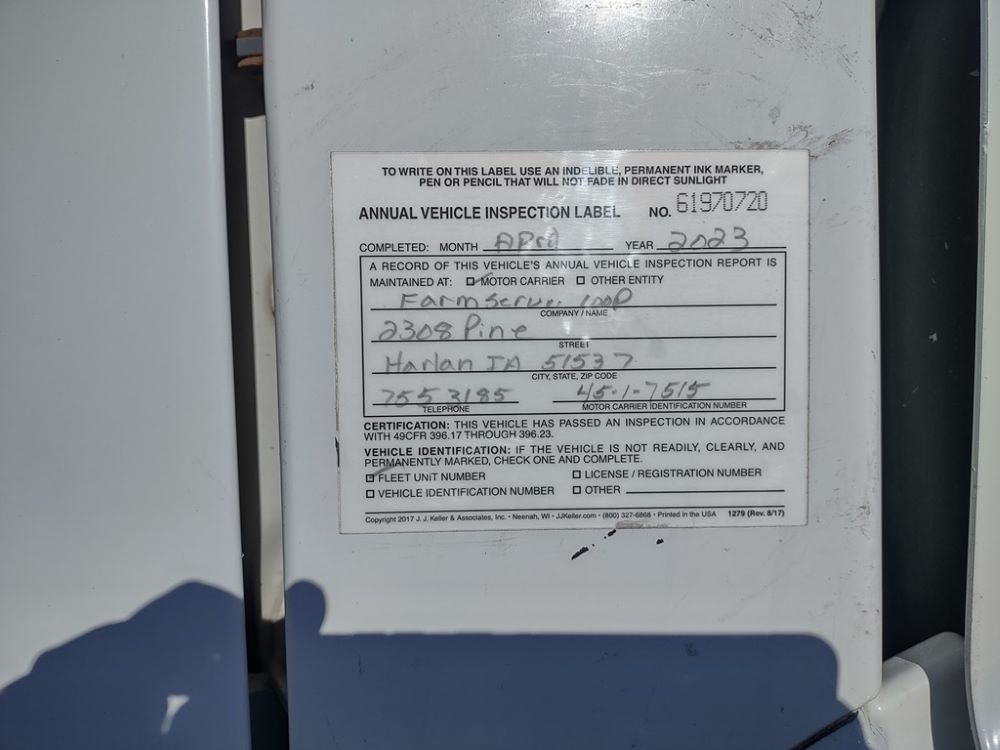 TO WRITE ON THIS LABEL USE AN INDELIBLE, PERMANENT INK MARKER,
PEN OR PENCIL THAT WILL NOT FADE IN DIRECT SUNLIGHT
ANNUAL VEHICLE INSPECTION LABEL NO. 61970720
COMPLETED: MONTH April YEAR 2023
A RECORD OF THIS VEHICLE'S ANNUAL VEHICLE INSPECTION REPORT IS
MAINTAINED AT: MOTOR CARRIER OTHER ENTITY
Farm
COMPANY / NAME
2308 Pine
STREET
Harlan IA 51537
CITY, STATE, ZIP CODE
755 3185 45-1-7515
TELEPHONE MOTOR CARRIER IDENTIFICATION NUMBER
CERTIFICATION: THIS VEHICLE HAS PASSED AN INSPECTION IN ACCORDANCE
WITH 49CFR 396.17 THROUGH 396.23.
VEHICLE IDENTIFICATION: IF THE VEHICLE IS NOT READILY, CLEARLY, AND
PERMANENTLY MARKED, CHECK ONE AND COMPLETE.
FLEET UNIT NUMBER LICENSE / REGISTRATION NUMBER
VEHICLE IDENTIFICATION NUMBER OTHER
Copyright 2017 J. J. Keller & Associates, Inc. • Neenah, WI • JJKeller.com • (800) 327-6868 • Printed in the USA 1279 (Rev. 8/17)